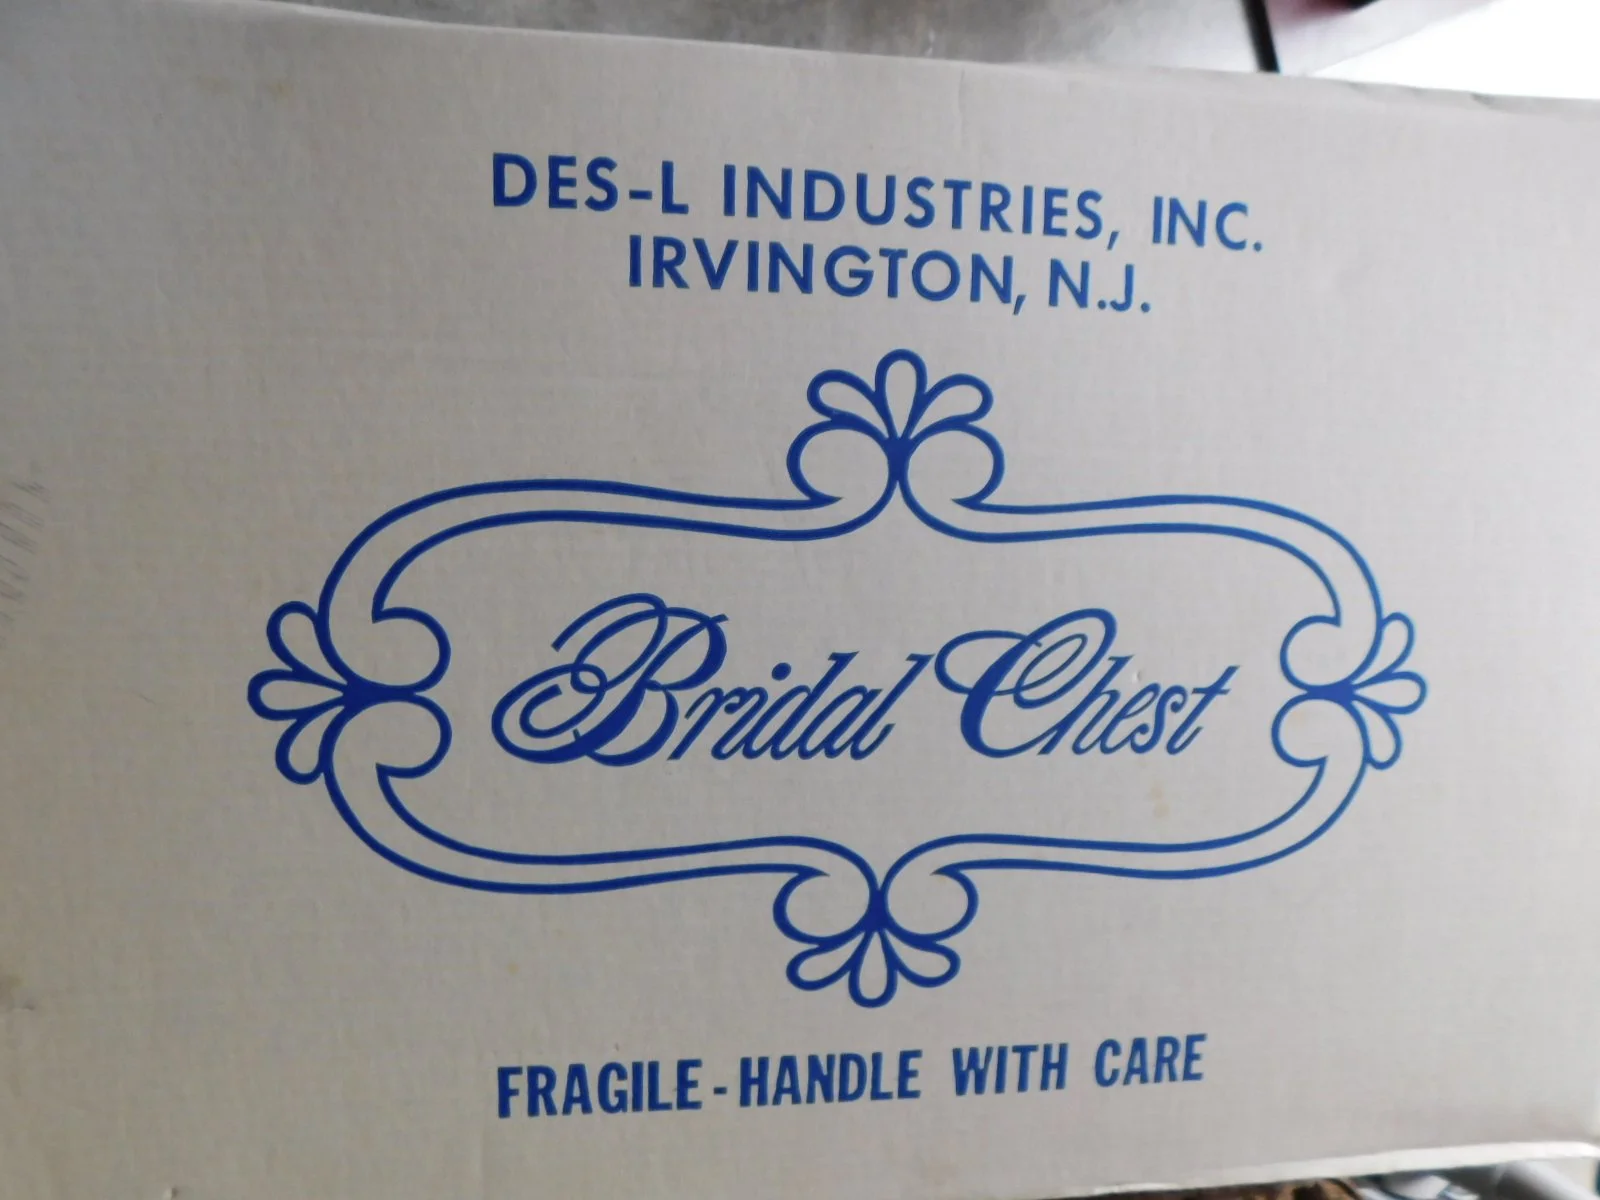 DES-L INDUSTRIES, INC.
IRVINGTON, N.J.
Bridal Chest
FRAGILE-HANDLE WITH CARE